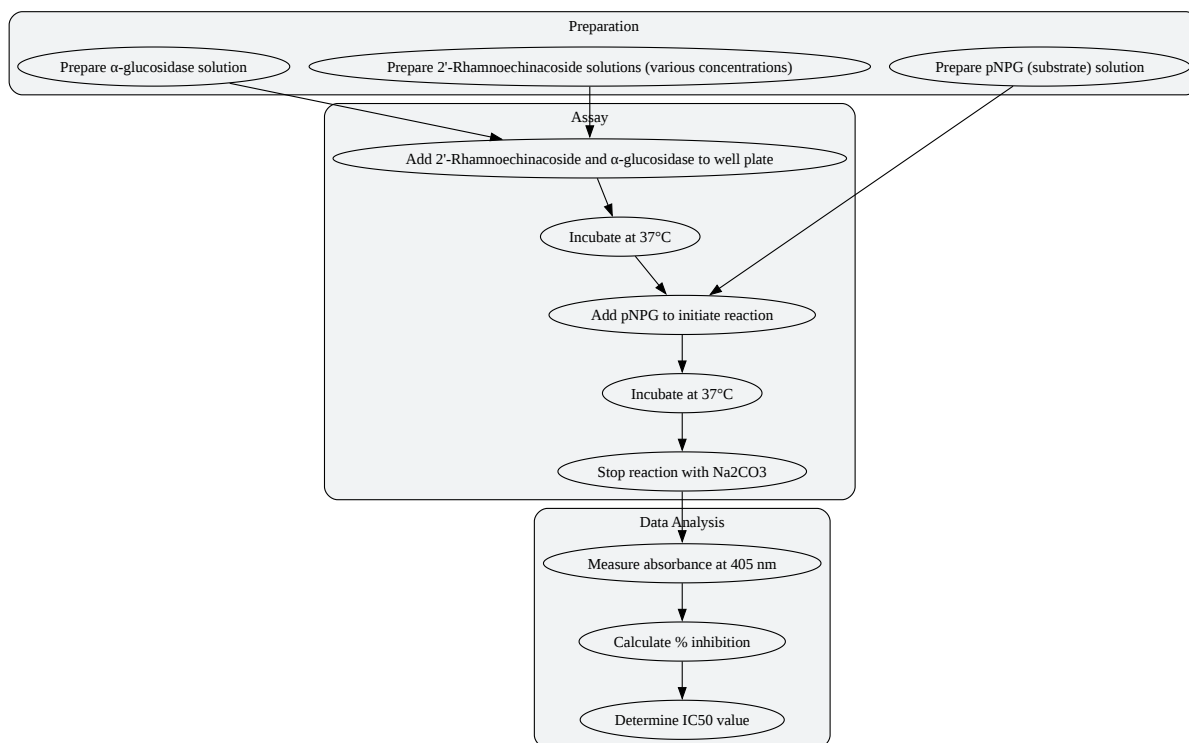 Preparation
Prepare α-glucosidase solution
Prepare 2'-Rhamnoechinacoside solutions (various concentrations)
Prepare pNPG (substrate) solution
Assay
Add 2'-Rhamnoechinacoside and α-glucosidase to well plate
Incubate at 37°C
Add pNPG to initiate reaction
Incubate at 37°C
Stop reaction with Na2CO3
Data Analysis
Measure absorbance at 405 nm
Calculate % inhibition
Determine IC50 value